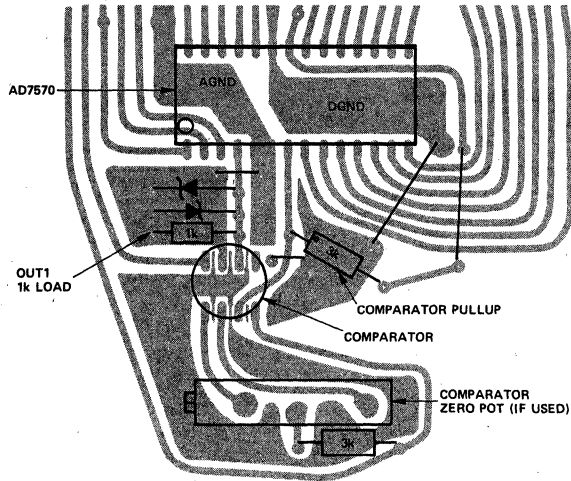 AGND
AD7570
DGND
1k
OUT1
1k LOAD
3k
COMPARATOR PULLUP
COMPARATOR
COMPARATOR
ZERO POT (IF USED)
3k